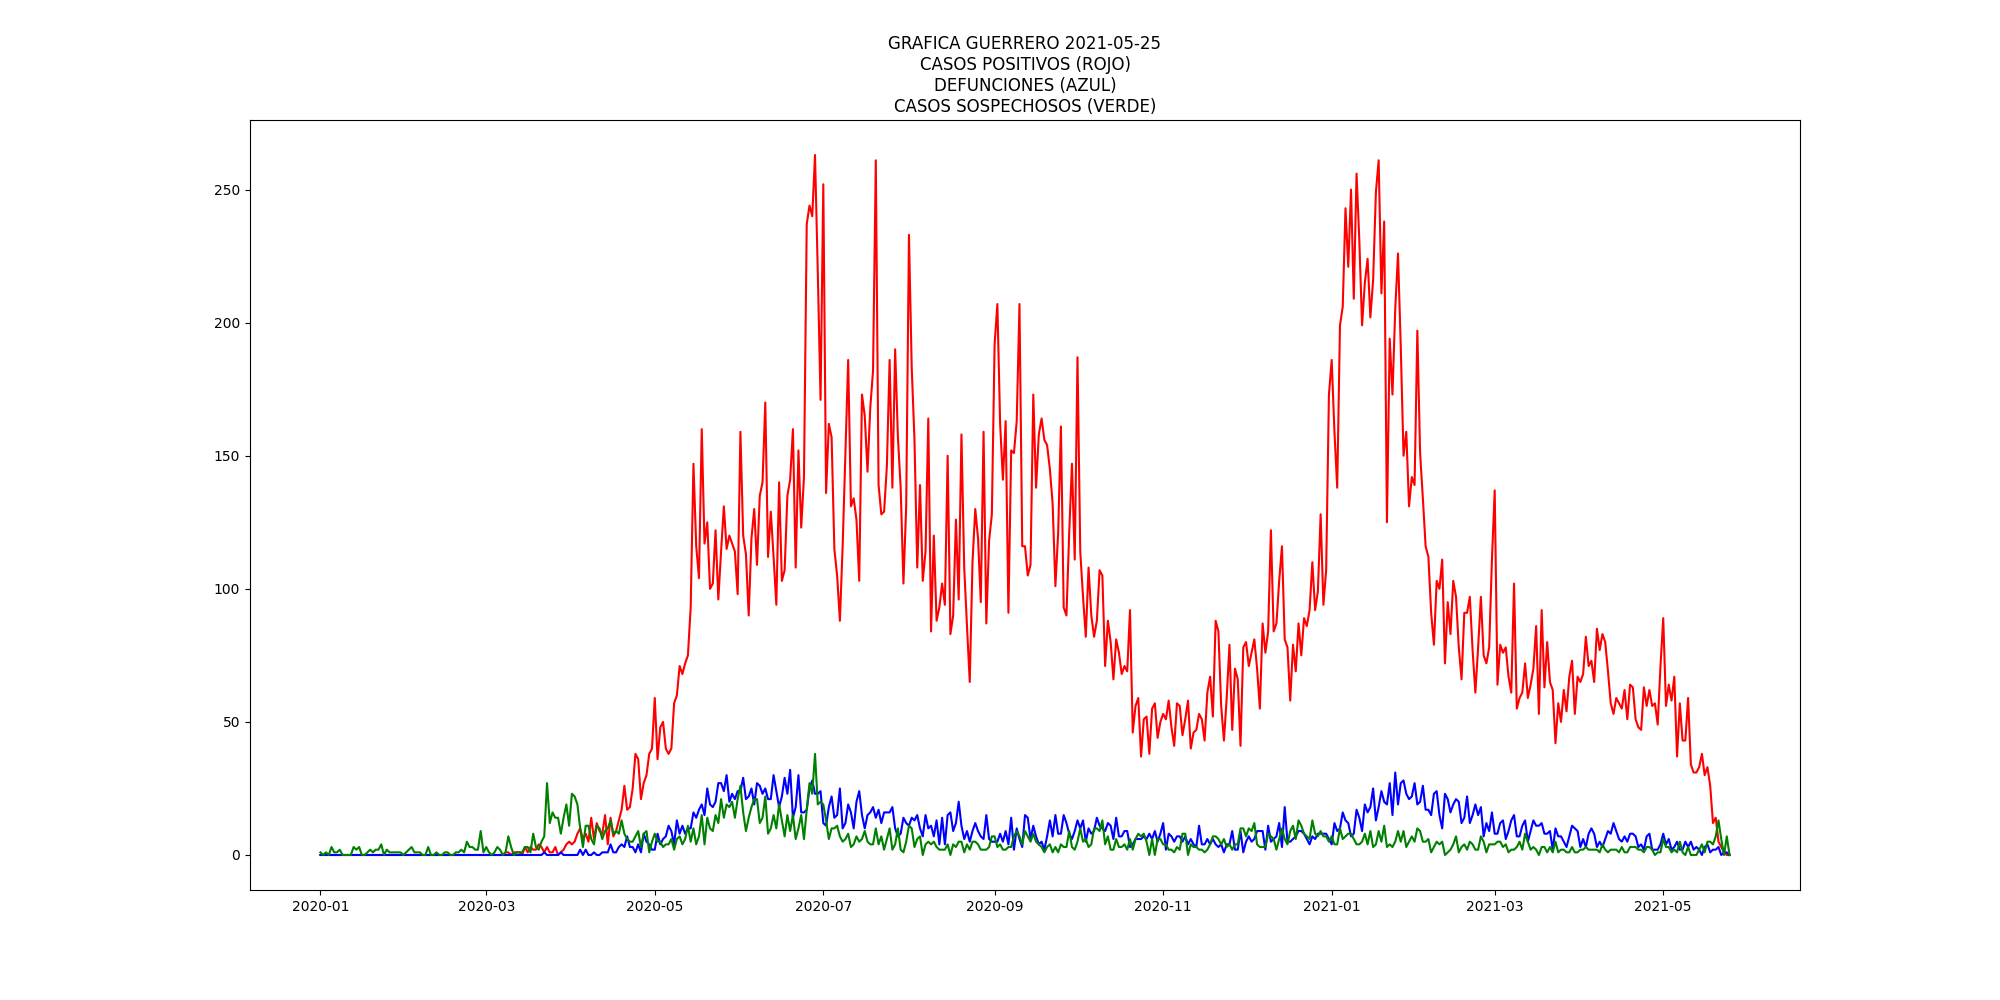 GRAFICA GUERRERO 2021-05-25
CASOS POSITIVOS (ROJO)
DEFUNCIONES (AZUL)
CASOS SOSPECHOSOS (VERDE)
250
200
150
100
50
0
2020-01 2020-03 2020-05 2020-07 2020-09 2020-11 2021-01 2021-03 2021-05